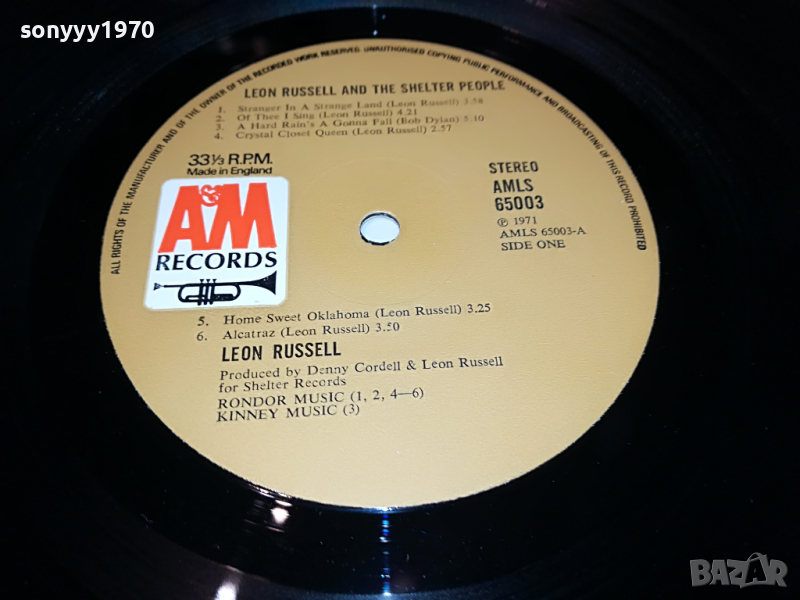 sonyyy1970
ALL RIGHTS OF THE MANUFACTURER AND OF THE OWNER OF THE RECORDED WORK RESERVED. UNAUTHORISED COPYING PUBLIC PERFORMANCE AND BROADCASTING OF THIS RECORD PROHIBITED
LEON RUSSELL AND THE SHELTER PEOPLE
1. Stranger In A Strange Land (Leon Russell) 3.58
2. Of Thee I Sing (Leon Russell) 4.21
3. A Hard Rain's A Gonna Fall (Bob Dylan) 5.10
4. Crystal Closet Queen (Leon Russell) 2.57
33⅓ R.P.M.
Made in England
A&M
RECORDS
STEREO
AMLS
65003
℗ 1971
AMLS 65003-A
SIDE ONE
5. Home Sweet Oklahoma (Leon Russell) 3.25
6. Alcatraz (Leon Russell) 3.50
LEON RUSSELL
Produced by Denny Cordell & Leon Russell
for Shelter Records
RONDOR MUSIC (1, 2, 4—6)
KINNEY MUSIC (3)
BAZAR